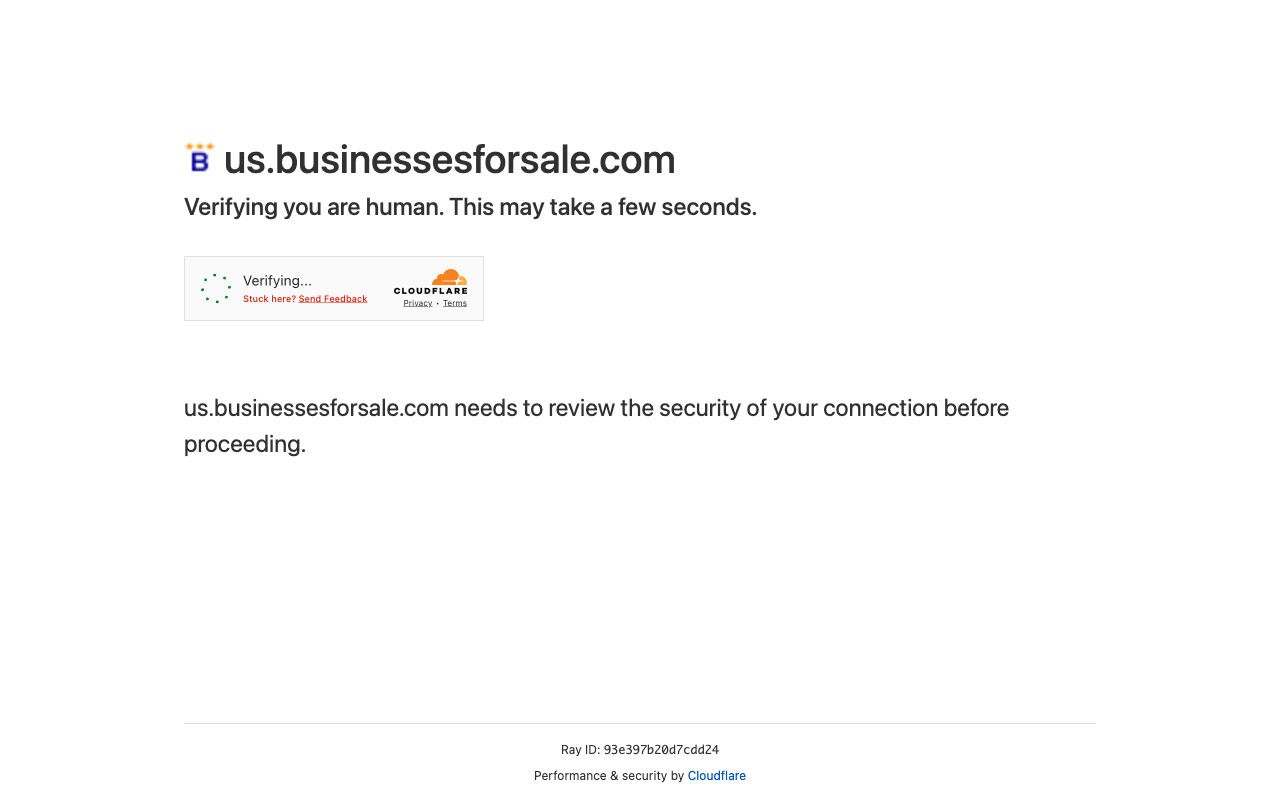 B
us.businessesforsale.com
Verifying you are human. This may take a few seconds.
Verifying...
Stuck here? Send Feedback
CLOUDFLARE
Privacy • Terms
us.businessesforsale.com needs to review the security of your connection before
proceeding.
Ray ID: 93e397b20d7cdd24
Performance & security by Cloudflare